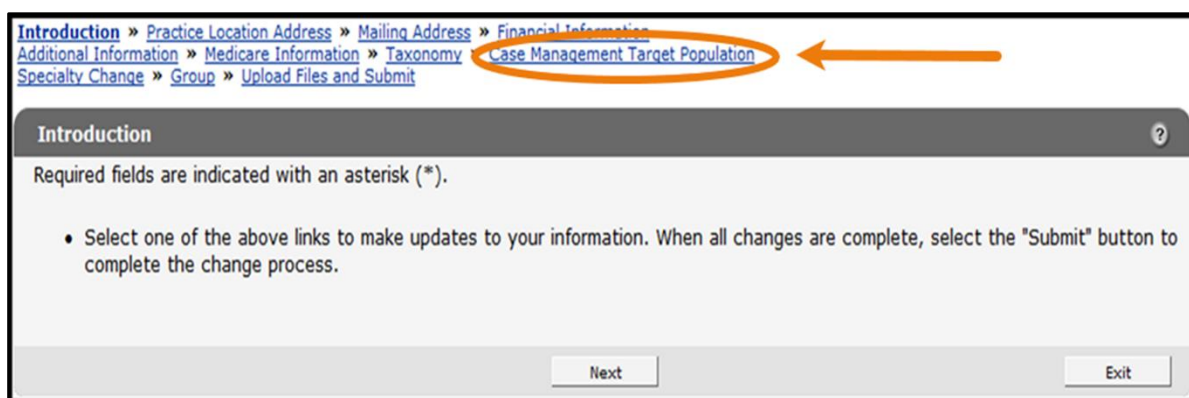 Introduction » Practice Location Address » Mailing Address » Financial Information
Additional Information » Medicare Information » Taxonomy » Case Management Target Population
Specialty Change » Group » Upload Files and Submit
Introduction ?
Required fields are indicated with an asterisk (*).
• Select one of the above links to make updates to your information. When all changes are complete, select the "Submit" button to
complete the change process.
Next Exit